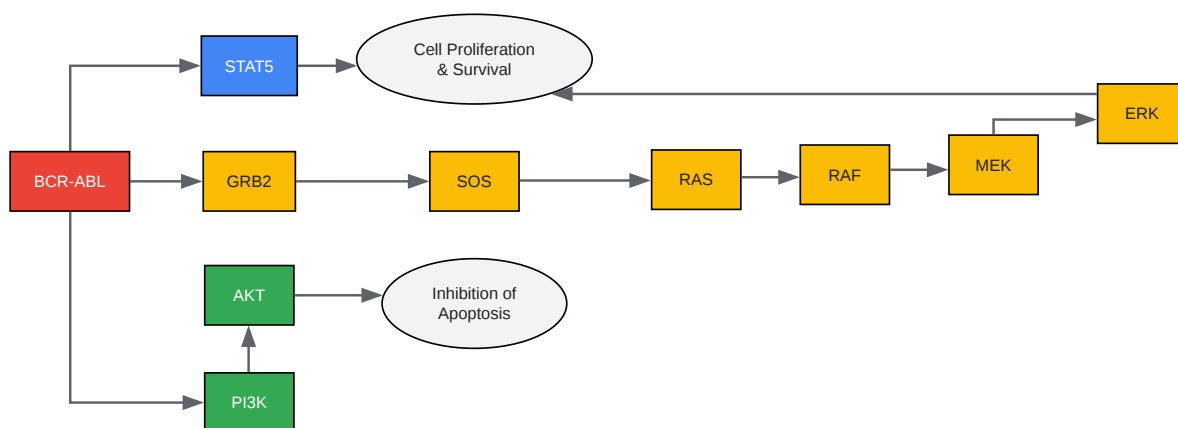 Cell Proliferation
& Survival
STAT5
ERK
BCR-ABL
GRB2
SOS
RAS
RAF
MEK
AKT
Inhibition of
Apoptosis
PI3K